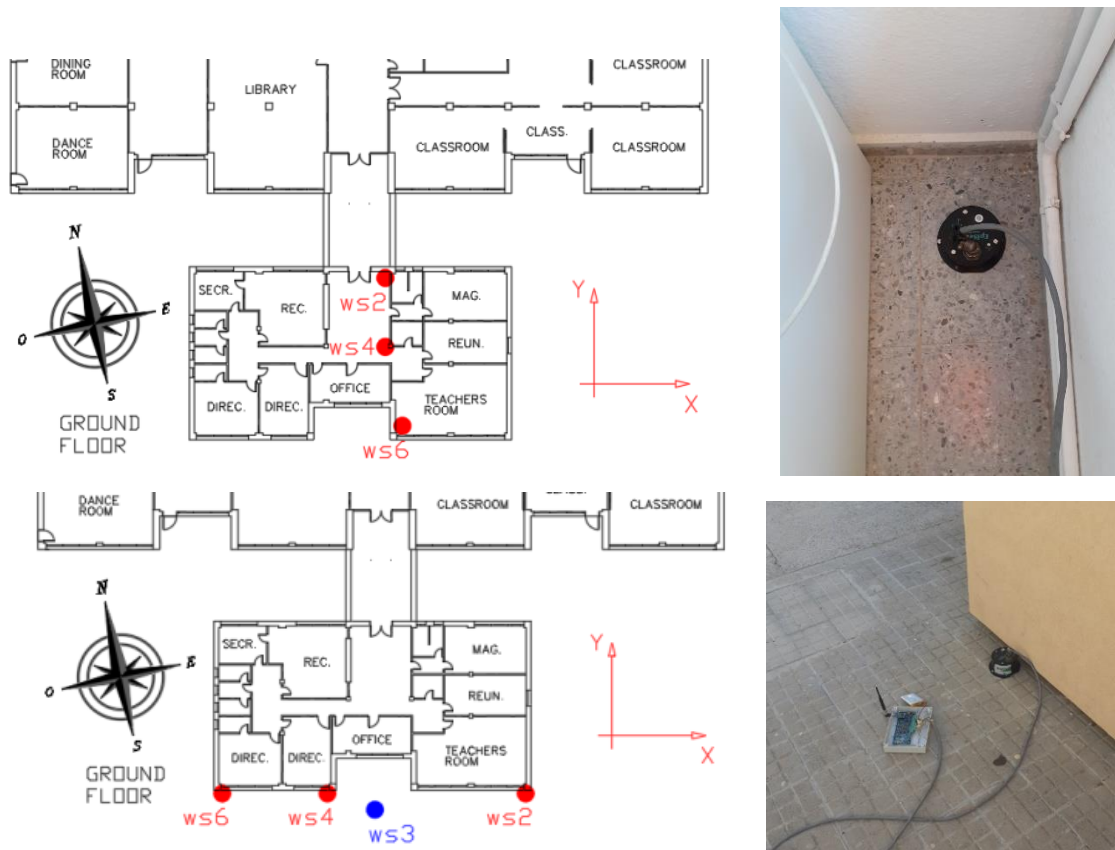 DINING
ROOM
LIBRARY
CLASSROOM
DANCE
ROOM
CLASSROOM
CLASS.
CLASSROOM
N
O
E
S
GROUND
FLOOR
SECR.
REC.
ws2
MAG.
ws4
REUN.
DIREC.
DIREC.
OFFICE
TEACHERS
ROOM
ws6
Y
X
DANCE
ROOM
CLASSROOM
CLASSROOM
N
O
E
S
GROUND
FLOOR
SECR.
REC.
MAG.
REUN.
DIREC.
DIREC.
OFFICE
TEACHERS
ROOM
ws6
ws4
ws3
ws2
Y
X